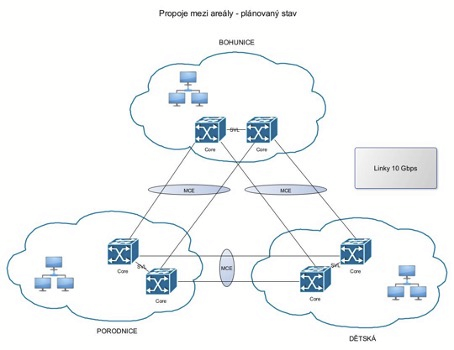 Propoje mezi areály - plánovaný stav
BOHUNICE
SVL
Core
Core
Linky 10 Gbps
MCE
MCE
Core
SVL
Core
MCE
Core
SVL
Core
PORODNICE
DĚTSKÁ